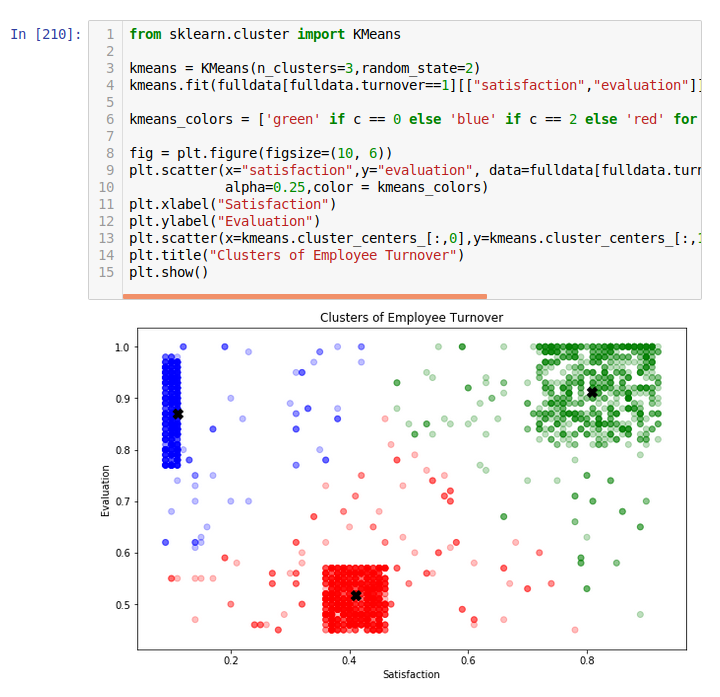 In [210]:
1 from sklearn.cluster import KMeans
2
3 kmeans = KMeans(n_clusters=3,random_state=2)
4 kmeans.fit(fulldata[fulldata.turnover==1][["satisfaction","evaluation"]]
5
6 kmeans_colors = ['green' if c == 0 else 'blue' if c == 2 else 'red' for
7
8 fig = plt.figure(figsize=(10, 6))
9 plt.scatter(x="satisfaction",y="evaluation", data=fulldata[fulldata.turn
10 alpha=0.25,color = kmeans_colors)
11 plt.xlabel("Satisfaction")
12 plt.ylabel("Evaluation")
13 plt.scatter(x=kmeans.cluster_centers_[:,0],y=kmeans.cluster_centers_[:,1
14 plt.title("Clusters of Employee Turnover")
15 plt.show()
Clusters of Employee Turnover
1.0
0.9
0.8
0.7
0.6
0.5
Evaluation
0.2 0.4 0.6 0.8
Satisfaction